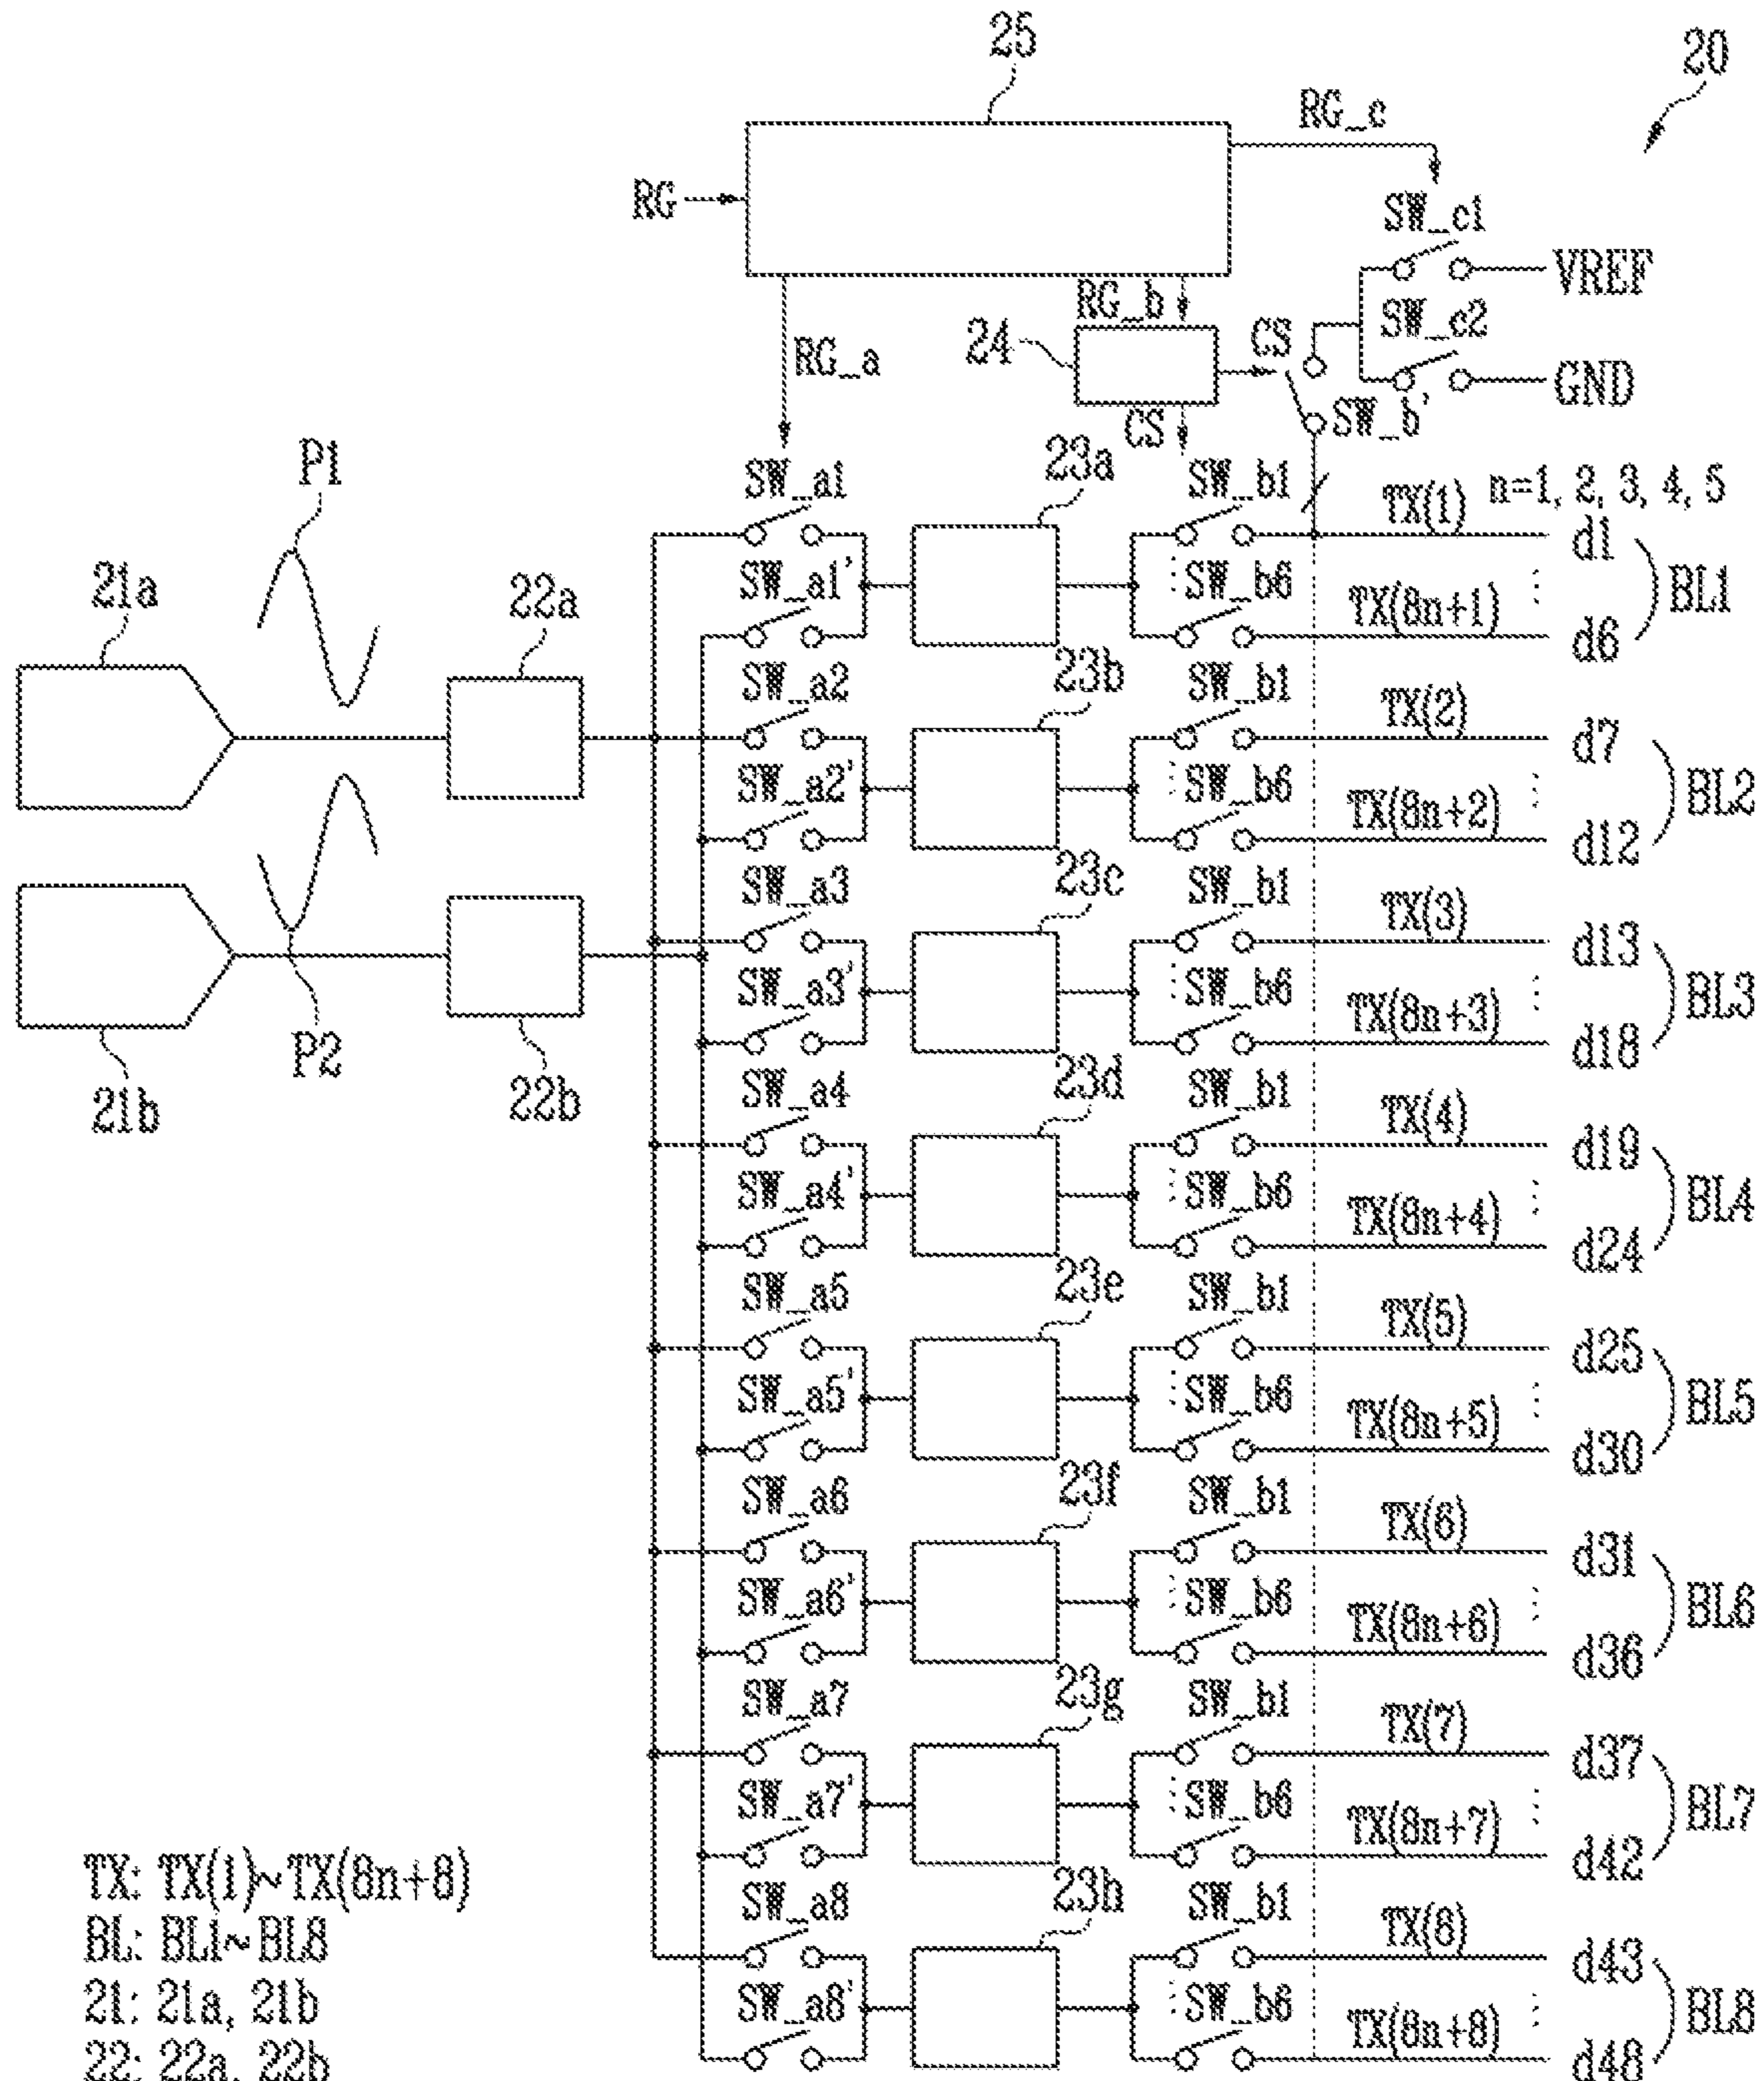 25
20
RG_c
RG
SW_c1
VREF
RG_b
24
CS
SW_c2
RG_a
GND
CS
SW_b'
P1
SW_a1
23a
SW_b1
TX(1)
n=1, 2, 3, 4, 5
d1
21a
22a
SW_a1'
SW_b6
TX(8n+1)
BL1
d6
SW_a2
23b
SW_b1
TX(2)
d7
SW_a2'
SW_b6
TX(8n+2)
BL2
d12
SW_a3
23c
SW_b1
TX(3)
d13
SW_a3'
SW_b6
TX(8n+3)
BL3
P2
d18
21b
22b
SW_a4
23d
SW_b1
TX(4)
d19
SW_a4'
SW_b6
TX(8n+4)
BL4
d24
SW_a5
23e
SW_b1
TX(5)
d25
SW_a5'
SW_b6
TX(8n+5)
BL5
d30
SW_a6
23f
SW_b1
TX(6)
d31
SW_a6'
SW_b6
TX(8n+6)
BL6
d36
SW_a7
23g
SW_b1
TX(7)
d37
SW_a7'
SW_b6
TX(8n+7)
BL7
d42
SW_a8
23h
SW_b1
TX(8)
d43
SW_a8'
SW_b6
TX(8n+8)
BL8
d48
TX: TX(1)~TX(8n+8)
BL: BL1~BL8
21: 21a, 21b
22: 22a, 22b